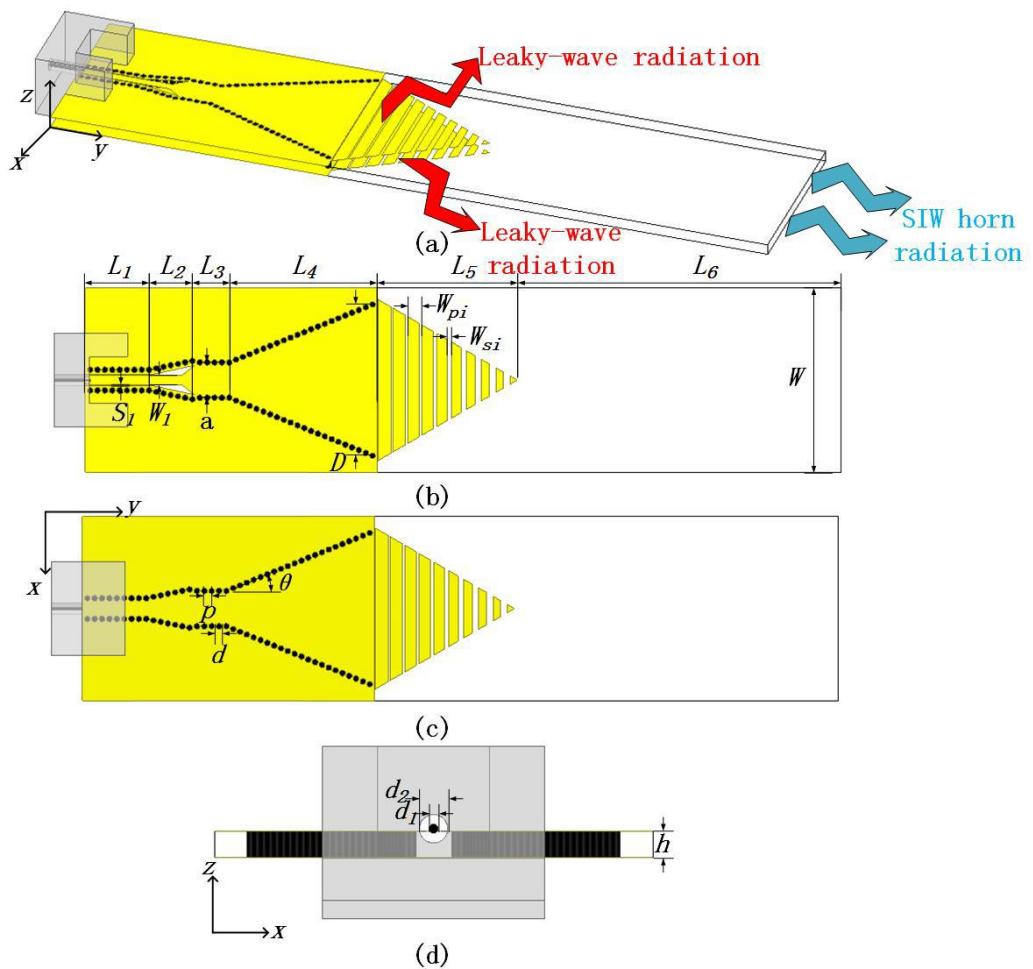 Leaky-wave radiation
z
x
y
(a)
Leaky-wave
radiation
SIW horn
radiation
L1 L2 L3 L4 L5 L6
Wpi
Wsi
W
S1 W1 a
D
(b)
y
x
θ
p
d
(c)
d2
d1
h
z
x
(d)